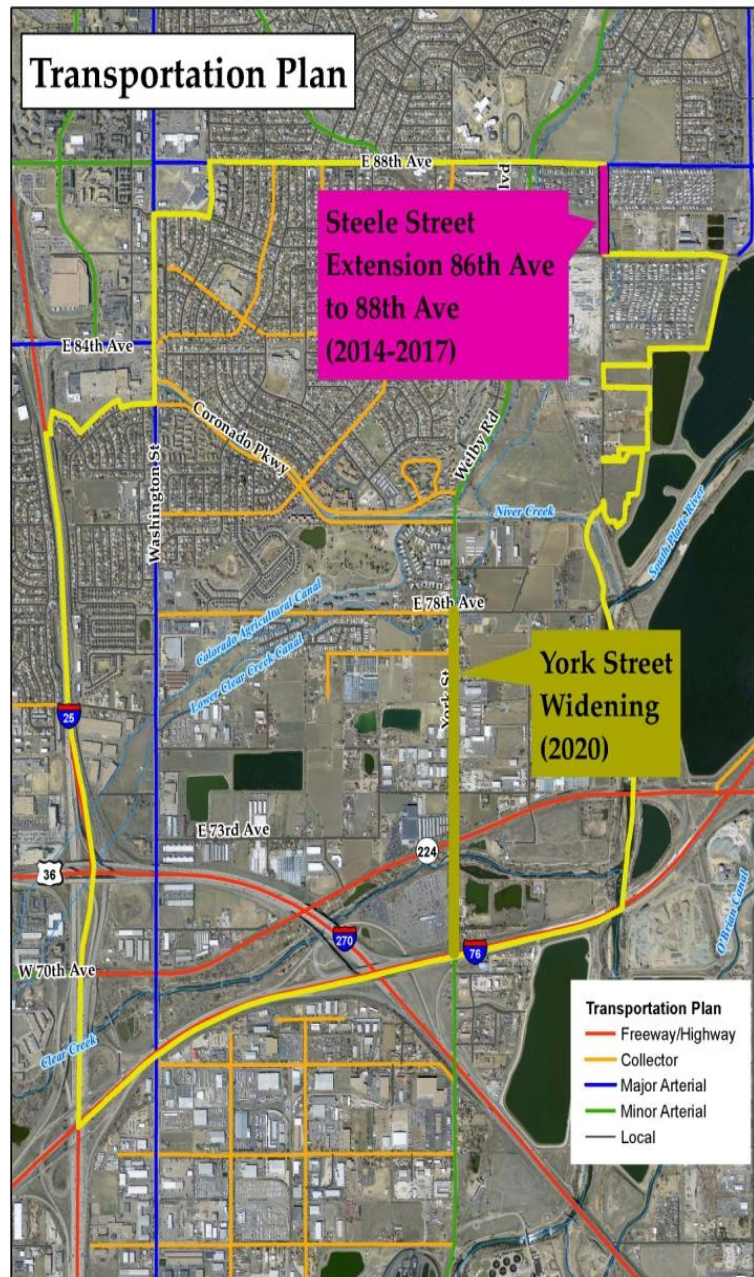 Transportation Plan
E 88th Ave
lvd
Steele Street
Extension 86th Ave
to 88th Ave
(2014-2017)
E 84th Ave
Coronado Pkwy
Welby Rd
Washington St
Niver Creek
South Platte River
E 78th Ave
Colorado Agricultural Canal
Lower Clear Creek Canal
York Street
Widening
(2020)
York St
25
E 73rd Ave
224
36
270
76
O'Brian Canal
W 70th Ave
Clear Creek
Transportation Plan
Freeway/Highway
Collector
Major Arterial
Minor Arterial
Local